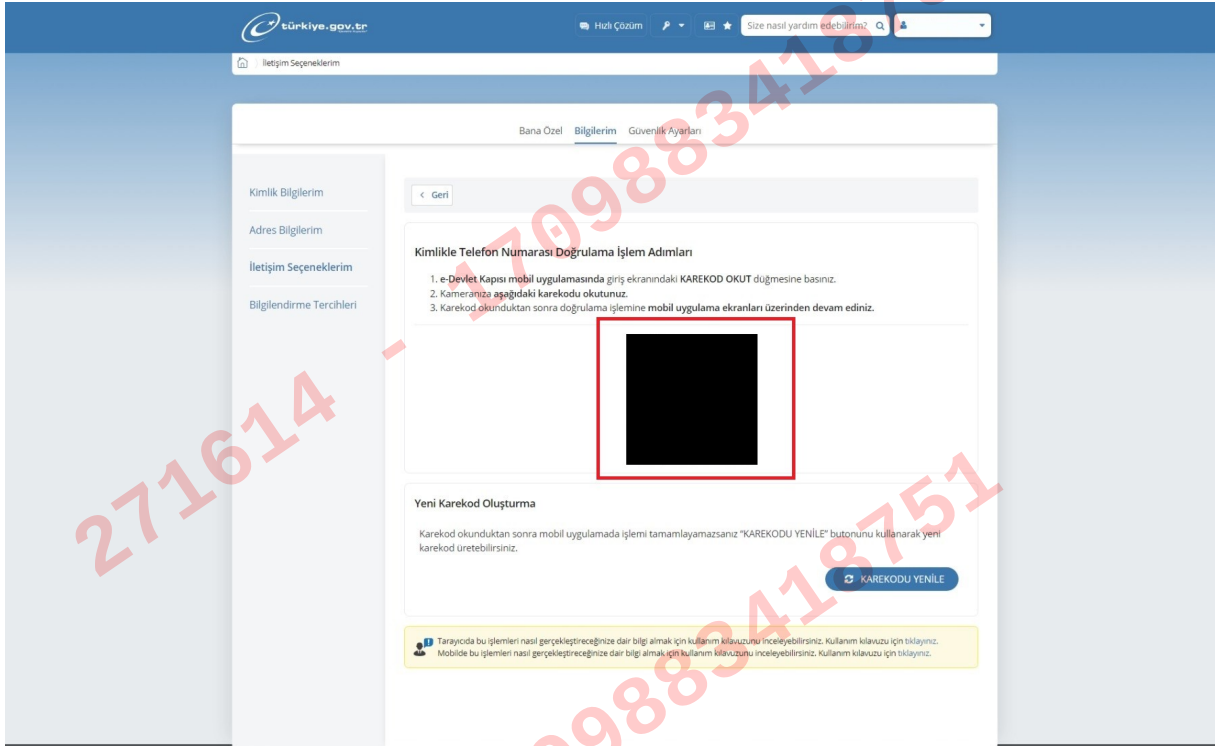 türkiye.gov.tr
Hızlı Çözüm
Size nasıl yardım edebilirim?
İletişim Seçeneklerim
Bana Özel Bilgilerim Güvenlik Ayarları
Kimlik Bilgilerim
Adres Bilgilerim
İletişim Seçeneklerim
Bilgilendirme Tercihleri
< Geri
Kimlikle Telefon Numarası Doğrulama İşlem Adımları
1. e-Devlet Kapısı mobil uygulamasında giriş ekranındaki KAREKOD OKUT düğmesine basınız.
2. Kameranıza aşağıdaki karekodu okutunuz.
3. Karekod okunduktan sonra doğrulama işlemine mobil uygulama ekranları üzerinden devam ediniz.
Yeni Karekod Oluşturma
Karekod okunduktan sonra mobil uygulamada işlemi tamamlayamazsanız "KAREKODU YENİLE" butonunu kullanarak yeni
karekod üretebilirsiniz.
KAREKODU YENİLE
Tarayıcıda bu işlemleri nasıl gerçekleştireceğinize dair bilgi almak için kullanım kılavuzunu inceleyebilirsiniz. Kullanım kılavuzu için tıklayınız.
Mobilde bu işlemleri nasıl gerçekleştireceğinize dair bilgi almak için kullanım kılavuzunu inceleyebilirsiniz. Kullanım kılavuzu için tıklayınız.
271614 - 17098834187
09883418751